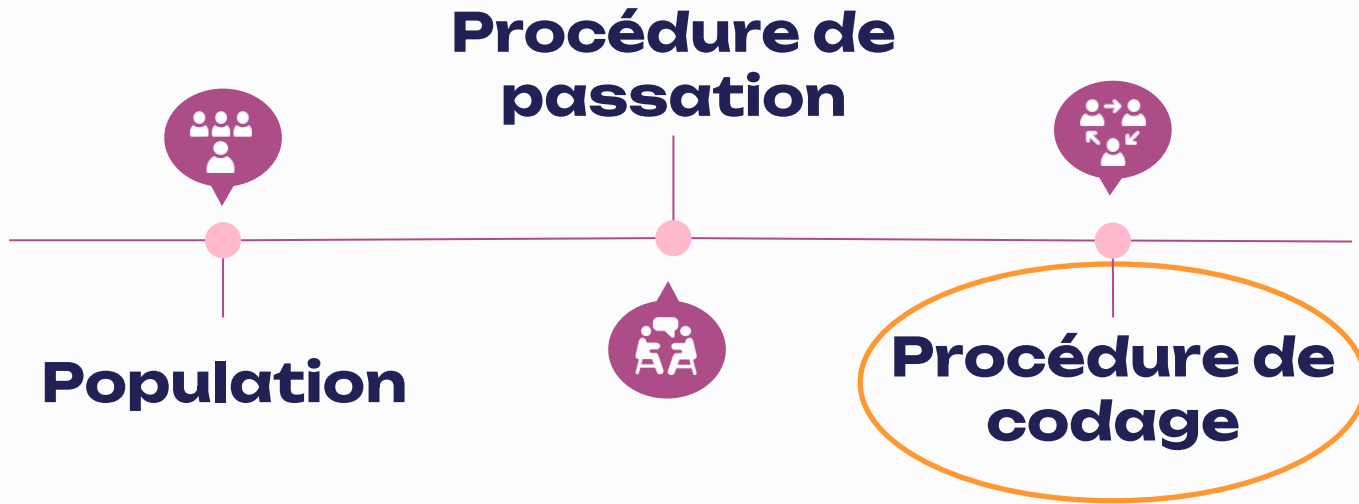 Procédure de
passation
Population
Procédure de
codage